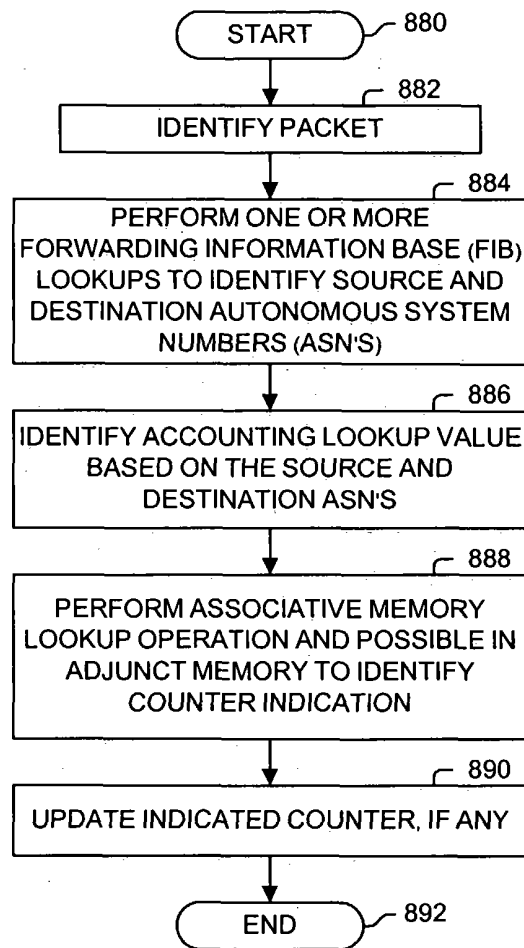 START
880
882
IDENTIFY PACKET
884
PERFORM ONE OR MORE
FORWARDING INFORMATION BASE (FIB)
LOOKUPS TO IDENTIFY SOURCE AND
DESTINATION AUTONOMOUS SYSTEM
NUMBERS (ASN'S)
886
IDENTIFY ACCOUNTING LOOKUP VALUE
BASED ON THE SOURCE AND
DESTINATION ASN'S
888
PERFORM ASSOCIATIVE MEMORY
LOOKUP OPERATION AND POSSIBLE IN
ADJUNCT MEMORY TO IDENTIFY
COUNTER INDICATION
890
UPDATE INDICATED COUNTER, IF ANY
END
892